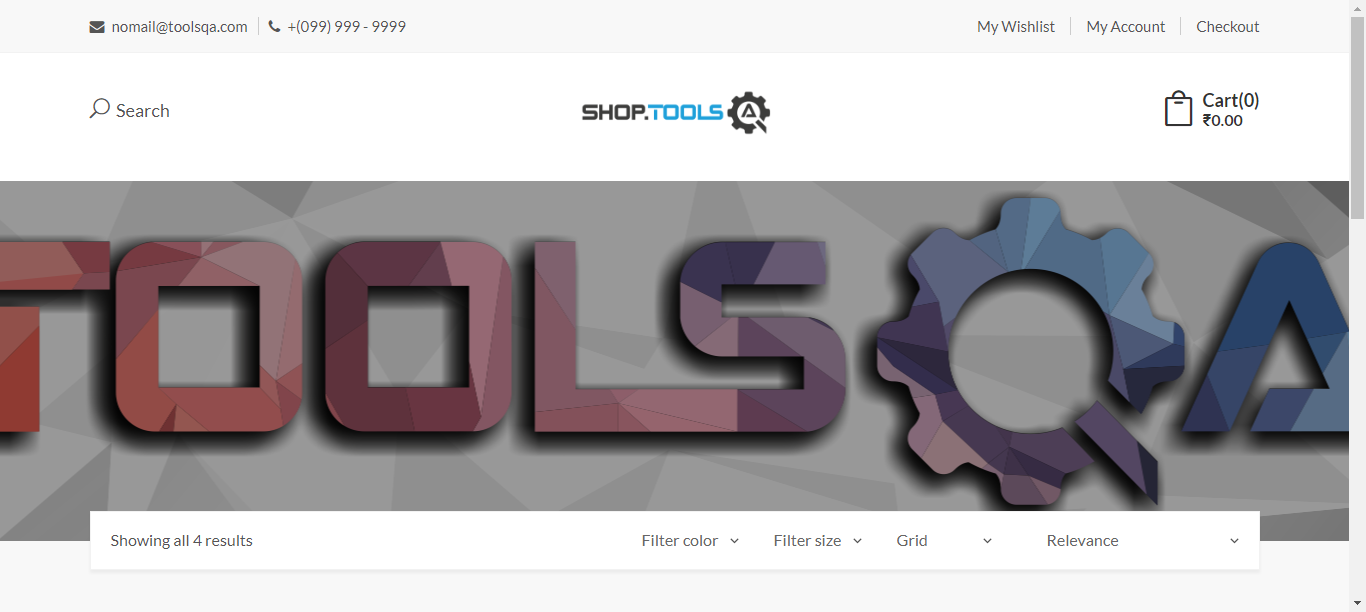 nomail@toolsqa.com +(099) 999 - 9999 My Wishlist My Account Checkout
Search SHOP.TOOLS Cart(0)
₹0.00
TOOLSQA
Showing all 4 results Filter color Filter size Grid Relevance